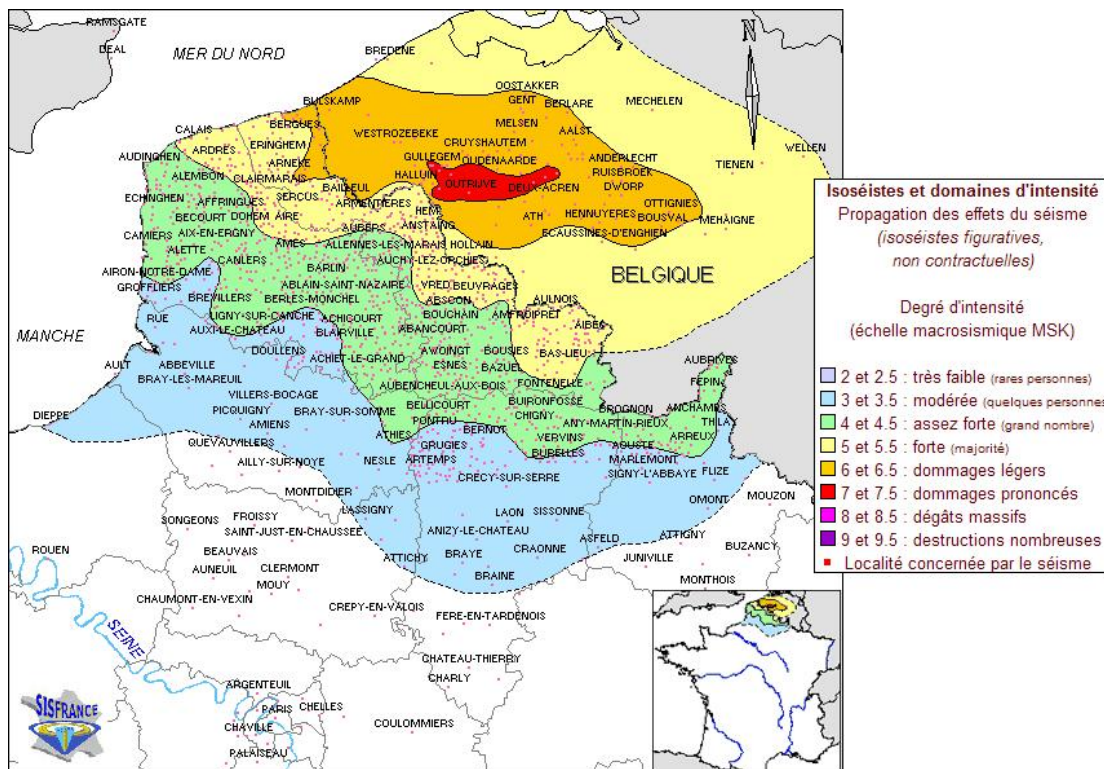 RAMSGATE
DEAL
MER DU NORD
BREDENE
N
OOSTAKKER
GENT
BERLARE
MECHELEN
BULSKAMP
BERGUES
WESTROZEBEKE
MELSEN
CRUYSHAUTEM
AALST
WELLEN
CALAIS
ARDRES
ERINGHEM
ARNEKE
GULLEGEM
OUDENAARDE
ANDERLECHT
RUISBROEK
TIENEN
AUDINGHEN
ALEMBON
CLAIRMARAIS
BAILLEUL
HALLUIN
OUTRIJVE
DEUX-ACREN
DWORP
OTTIGNIES
ECHINGHEN
AFFRINGUES
SERCUS
ARMENTIERES
HEM
ATH
HENNUYERES
BOUSVAL
MEHAIGNE
BECOURT
DOHEM
AIRE
AUBERS
ANSTAING
ECAUSSINES-D'ENGHIEN
CAMIERS
AIX-EN-ERGNY
ALETTE
AMES
ALLENNES-LES-MARAIS
HOLLAIN
CANLERS
BARLIN
AUCHY-LEZ-ORCHIES
BELGIQUE
AIRON-NOTRE-DAME
GROFFLIERS
ABLAIN-SAINT-NAZAIRE
VRED
BEUVRAGES
BREVILLERS
BERLES-MONCHEL
ABSCON
AULNOIS
RUE
LIGNY-SUR-CANCHE
ACHICOURT
BOUCHAIN
AMFROIPRET
AIBES
AUXI-LE-CHATEAU
BLAIRVILLE
ABANCOURT
MANCHE
DOULLENS
ACHIET-LE-GRAND
AWOINGT
BOUSIES
BAS-LIEU
AULT
ABBEVILLE
ESNES
BAZUEL
AUBRIVES
BRAY-LES-MAREUIL
AUBENCHEUL-AUX-BOIS
FONTENELLE
FEPIN
VILLERS-BOCAGE
BUIRONFOSSE
DIEPPE
PICQUIGNY
BRAY-SUR-SOMME
BELLICOURT
CHIGNY
BROGNON
ANCHAMPS
AMIENS
PONTRU
BERNOT
ANY-MARTIN-RIEUX
THILAY
ATHIES
VERVINS
ARREUX
QUEVAUVILLERS
GRUGIES
BURELLES
AOUSTE
AILLY-SUR-NOYE
NESLE
ARTEMPS
MARLEMONT
CRECY-SUR-SERRE
SIGNY-L'ABBAYE
FLIZE
MONTDIDIER
OMONT
MOUZON
LASSIGNY
LAON
SISSONNE
SONGEONS
FROISSY
ANIZY-LE-CHATEAU
ATTIGNY
SAINT-JUST-EN-CHAUSSEE
ASFELD
BUZANCY
ROUEN
BEAUVAIS
ATTICHY
BRAYE
CRAONNE
JUNIVILLE
AUNEUIL
CLERMONT
BRAINE
MOUY
MONTHOIS
CHAUMONT-EN-VEXIN
CREPY-EN-VALOIS
FERE-EN-TARDENOIS
SEINE
CHATEAU-THIERRY
CHARLY
ARGENTEUIL
PARIS
CHELLES
CHAVILLE
COULOMMIERS
PALAISEAU
SISFRANCE
Isoséistes et domaines d'intensité
Propagation des effets du séisme
(isoséistes figuratives,
non contractuelles)
Degré d'intensité
(échelle macrosismique MSK)
2 et 2.5 : très faible (rares personnes)
3 et 3.5 : modérée (quelques personnes
4 et 4.5 : assez forte (grand nombre)
5 et 5.5 : forte (majorité)
6 et 6.5 : dommages légers
7 et 7.5 : dommages prononcés
8 et 8.5 : dégâts massifs
9 et 9.5 : destructions nombreuses
Localité concernée par le séisme